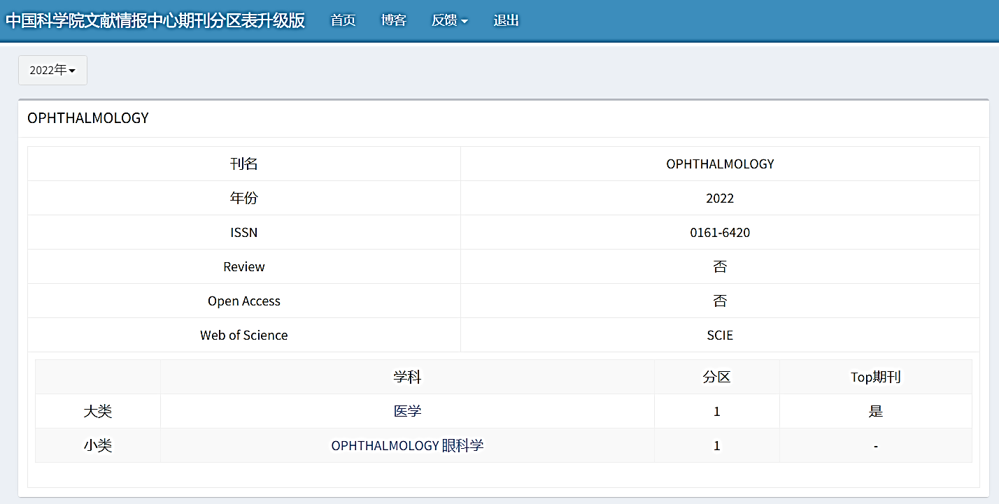 中国科学院文献情报中心期刊分区表升级版 首页 博客 反馈 退出
2022年
OPHTHALMOLOGY
刊名 OPHTHALMOLOGY
年份 2022
ISSN 0161-6420
Review 否
Open Access 否
Web of Science SCIE
学科 分区 Top期刊
大类 医学 1 是
小类 OPHTHALMOLOGY 眼科学 1 -